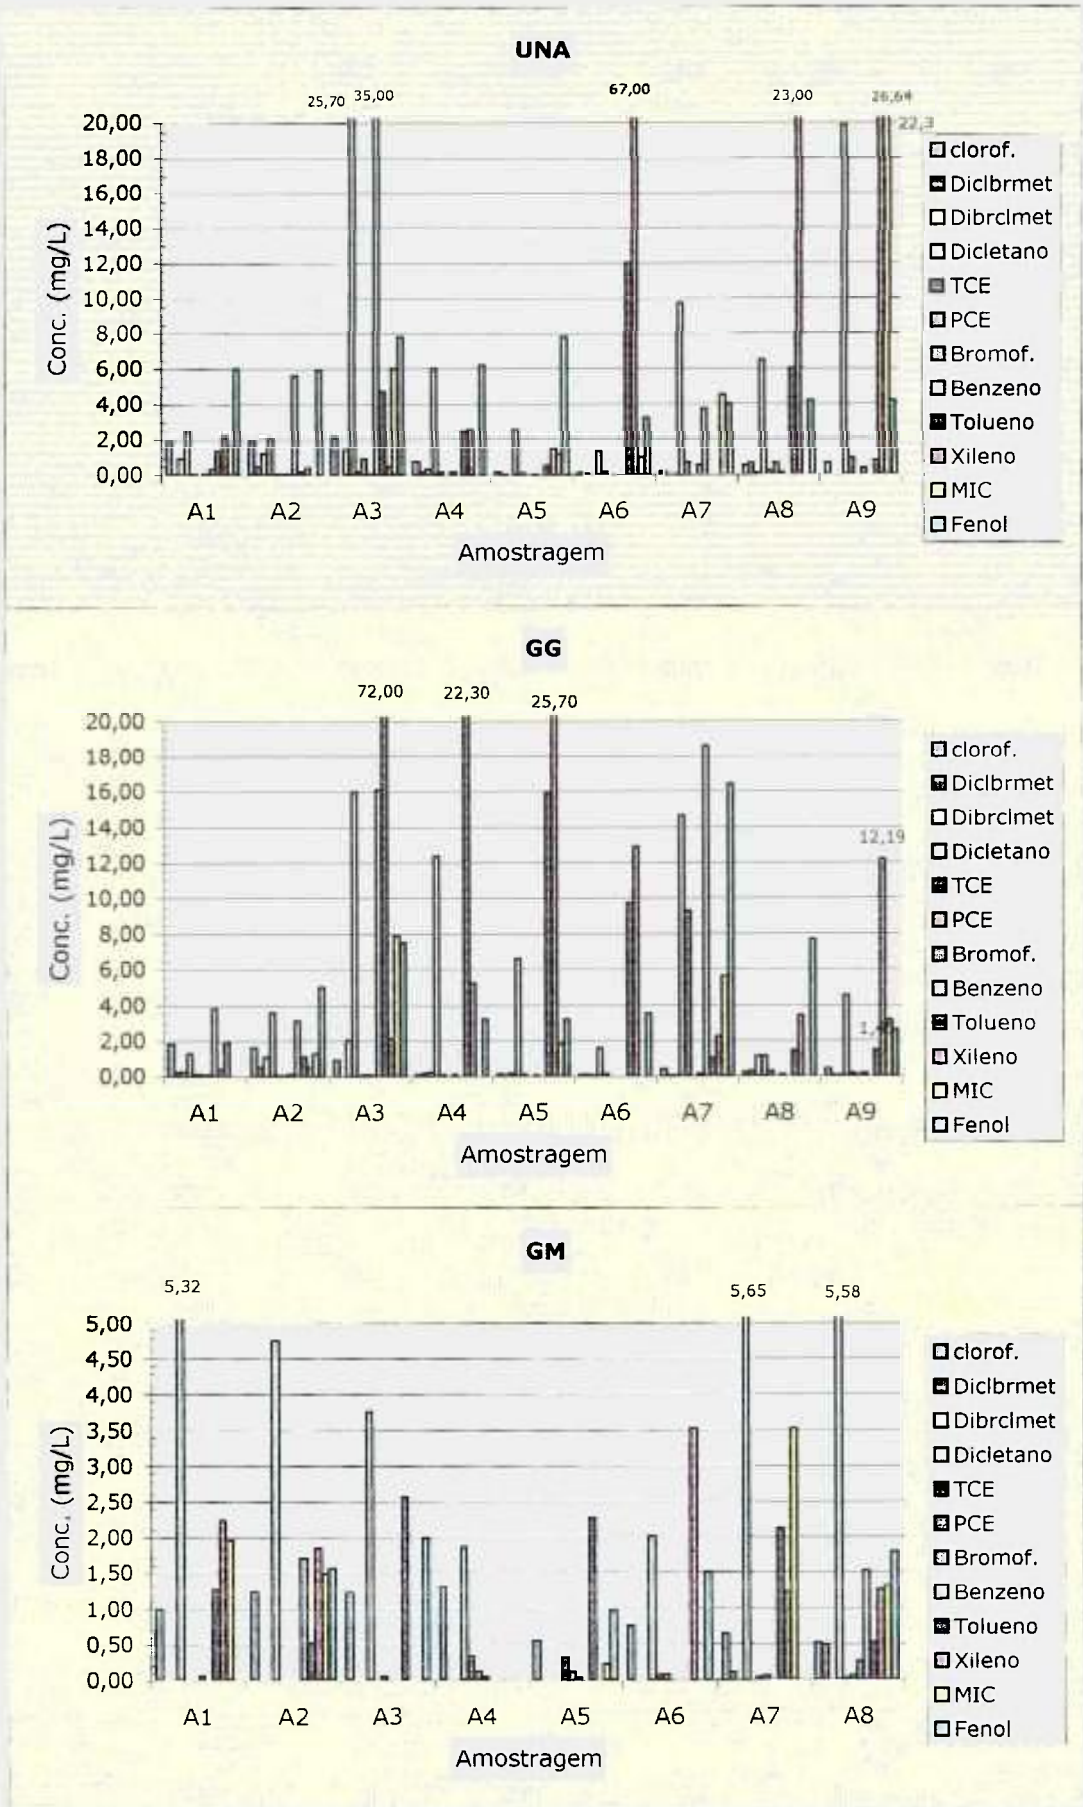 UNA
25,70 35,00 67,00 23,00 26,64
22,3
20,00
18,00
16,00
14,00
12,00
10,00
8,00
6,00
4,00
2,00
0,00
Conc. (mg/L)
A1 A2 A3 A4 A5 A6 A7 A8 A9
Amostragem
clorof.
Diclbrmet
Dibrclmet
Dicletano
TCE
PCE
Bromof.
Benzeno
Tolueno
Xileno
MIC
Fenol
GG
72,00 22,30 25,70
20,00
18,00
16,00
14,00
12,00
10,00
8,00
6,00
4,00
2,00
0,00
Conc. (mg/L)
12,19
A1 A2 A3 A4 A5 A6 A7 A8 A9
Amostragem
clorof.
Diclbrmet
Dibrclmet
Dicletano
TCE
PCE
Bromof.
Benzeno
Tolueno
Xileno
MIC
Fenol
GM
5,32 5,65 5,58
5,00
4,50
4,00
3,50
3,00
2,50
2,00
1,50
1,00
0,50
0,00
Conc. (mg/L)
A1 A2 A3 A4 A5 A6 A7 A8
Amostragem
clorof.
Diclbrmet
Dibrclmet
Dicletano
TCE
PCE
Bromof.
Benzeno
Tolueno
Xileno
MIC
Fenol